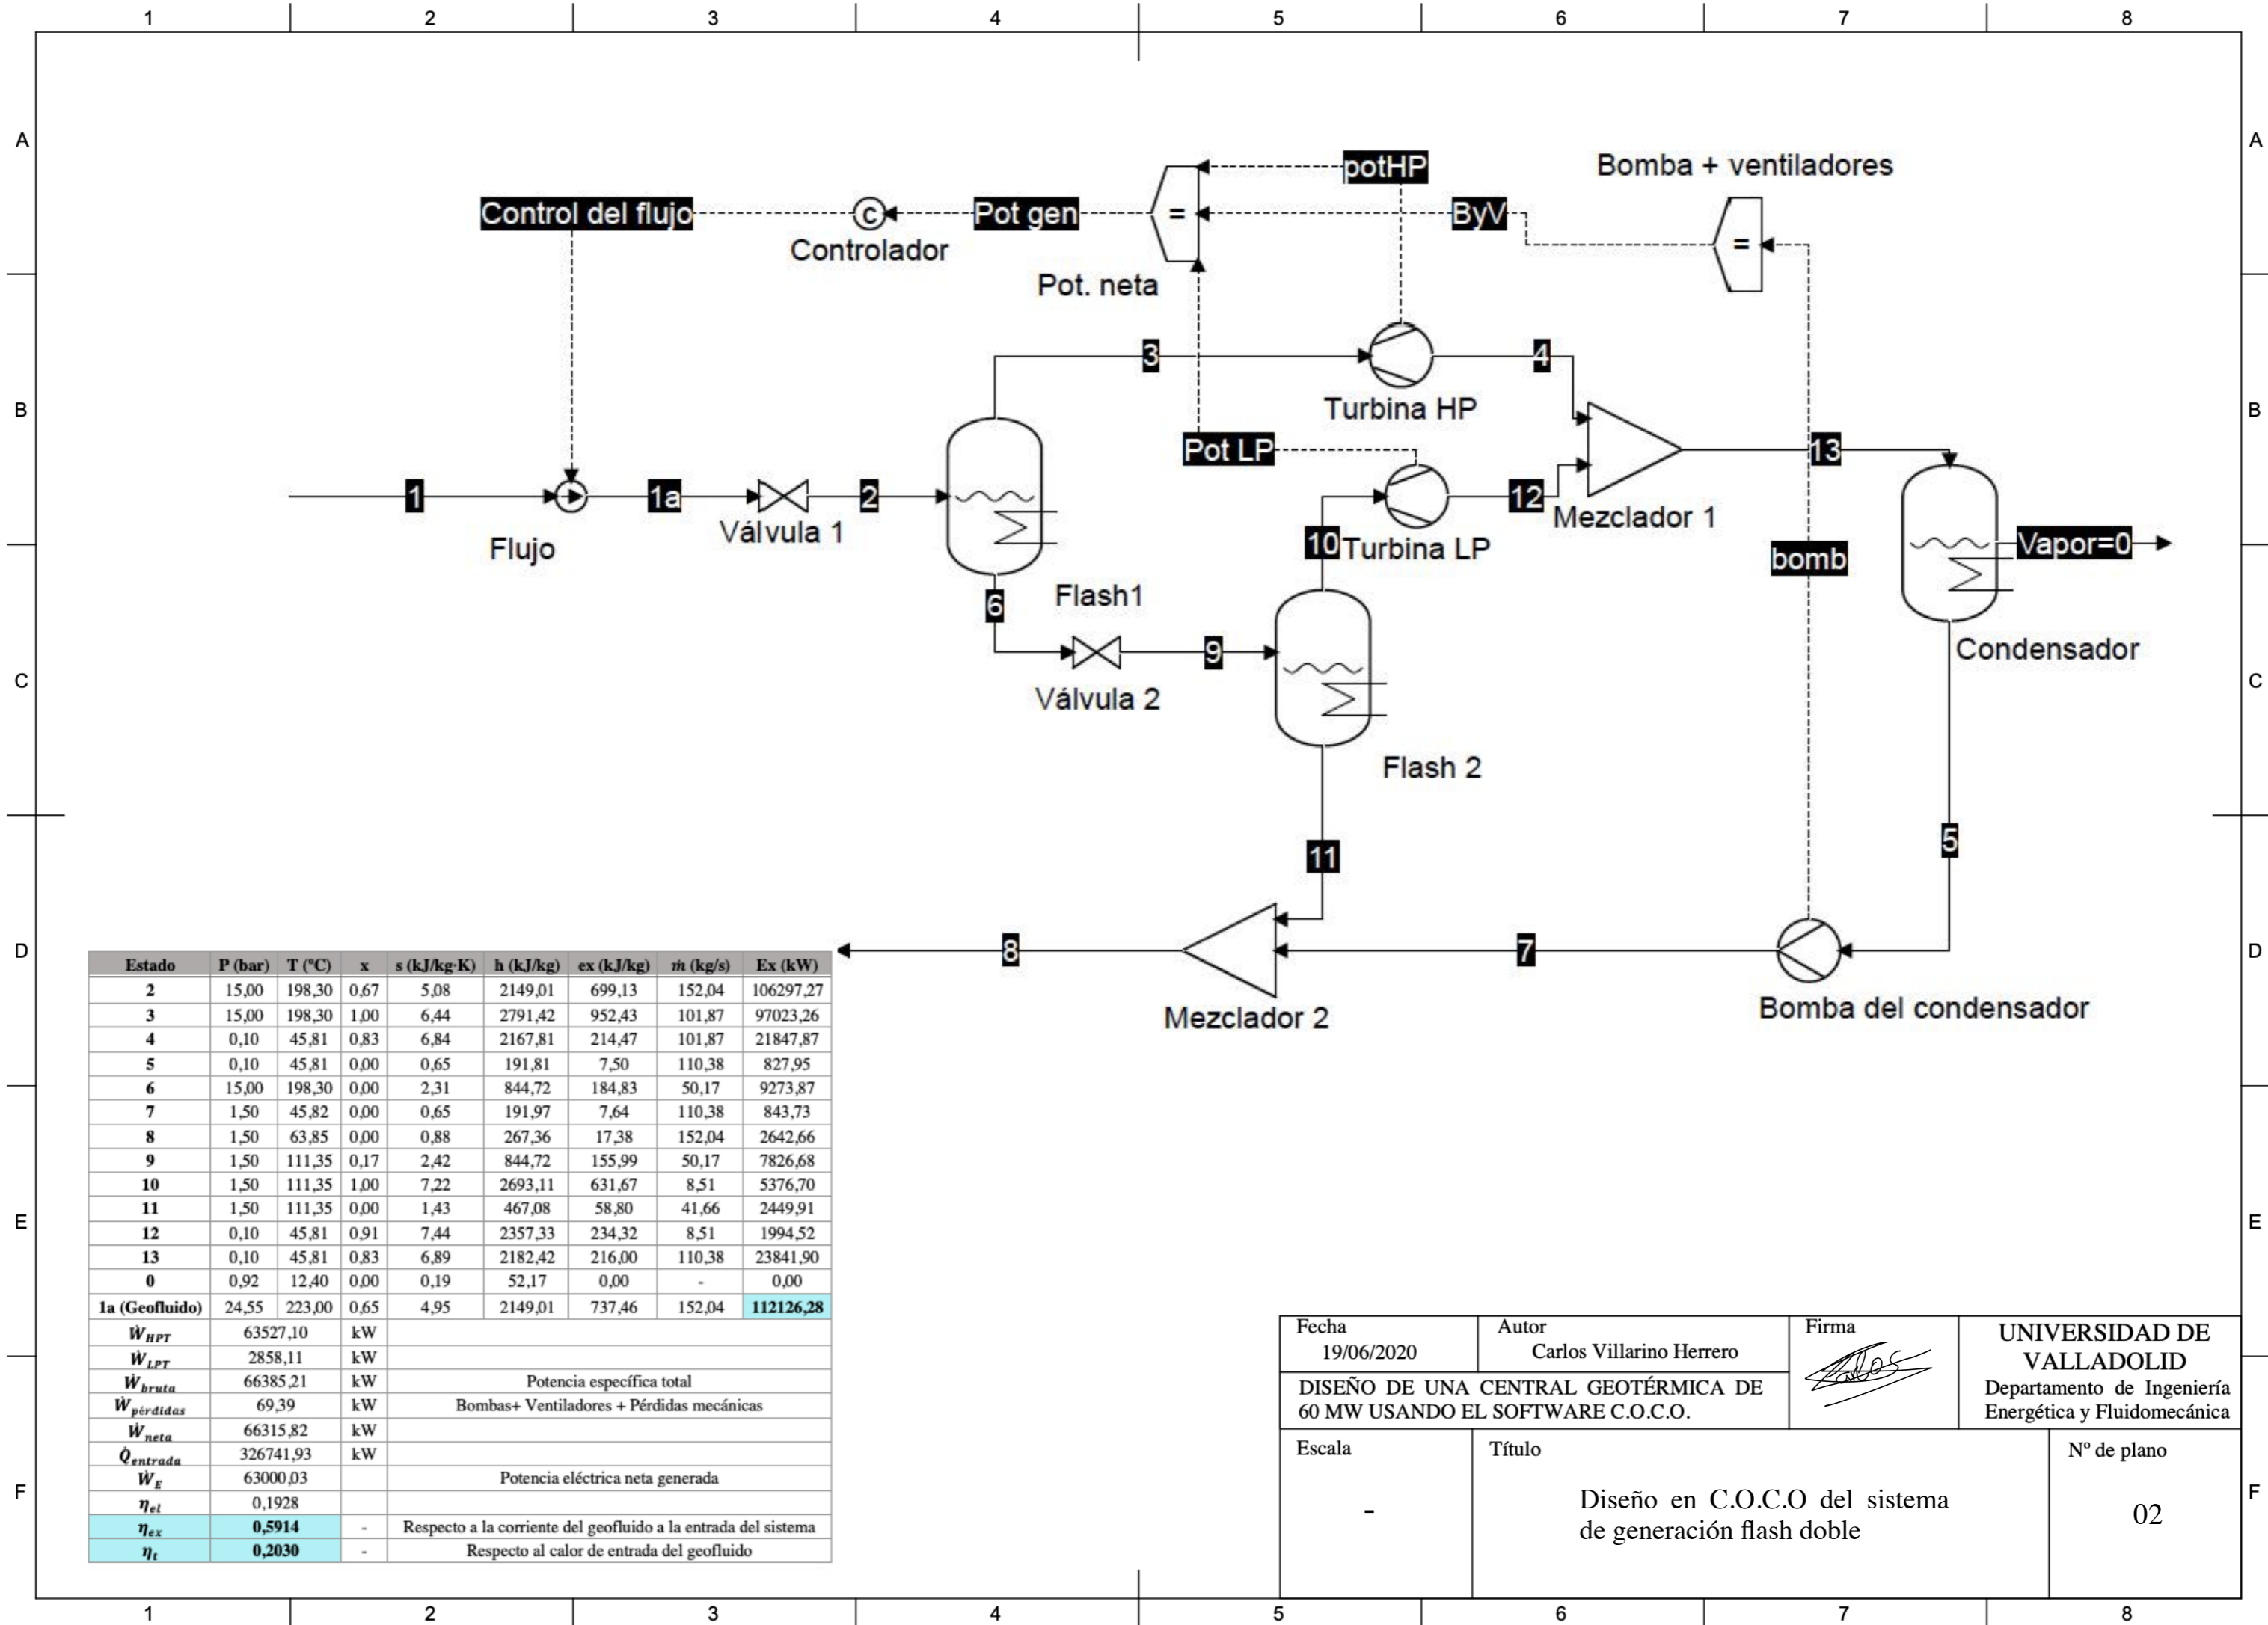 1 2 3 4 5 6 7 8
A A
potHP
Bomba + ventiladores
Control del flujo
C
Pot gen
=
ByV
=
Controlador
Pot. neta
3
4
B B
Turbina HP
Pot LP
13
1
1a
2
12
Flujo
Válvula 1
Mezclador 1
10
Turbina LP
Vapor=0
bomb
Flash1
6
9
Condensador
C C
Válvula 2
Flash 2
5
11
D D
8
7
Mezclador 2
Bomba del condensador
Estado P (bar) T (ºC) x s (kJ/kg·K) h (kJ/kg) ex (kJ/kg) ṁ (kg/s) Ex (kW)
2 15,00 198,30 0,67 5,08 2149,01 699,13 152,04 106297,27
3 15,00 198,30 1,00 6,44 2791,42 952,43 101,87 97023,26
4 0,10 45,81 0,83 6,84 2167,81 214,47 101,87 21847,87
5 0,10 45,81 0,00 0,65 191,81 7,50 110,38 827,95
6 15,00 198,30 0,00 2,31 844,72 184,83 50,17 9273,87
7 1,50 45,82 0,00 0,65 191,97 7,64 110,38 843,73
8 1,50 63,85 0,00 0,88 267,36 17,38 152,04 2642,66
9 1,50 111,35 0,17 2,42 844,72 155,99 50,17 7826,68
10 1,50 111,35 1,00 7,22 2693,11 631,67 8,51 5376,70
11 1,50 111,35 0,00 1,43 467,08 58,80 41,66 2449,91
12 0,10 45,81 0,91 7,44 2357,33 234,32 8,51 1994,52
13 0,10 45,81 0,83 6,89 2182,42 216,00 110,38 23841,90
0 0,92 12,40 0,00 0,19 52,17 0,00 - 0,00
1a (Geofluido) 24,55 223,00 0,65 4,95 2149,01 737,46 152,04 112126,28
Ẇ_HPT 63527,10 kW
Ẇ_LPT 2858,11 kW
Ẇ_bruta 66385,21 kW Potencia específica total
Ẇ_pérdidas 69,39 kW Bombas+ Ventiladores + Pérdidas mecánicas
Ẇ_neta 66315,82 kW
Q̇_entrada 326741,93 kW
Ẇ_E 63000,03 Potencia eléctrica neta generada
η_el 0,1928
η_ex 0,5914 - Respecto a la corriente del geofluido a la entrada del sistema
η_t 0,2030 - Respecto al calor de entrada del geofluido
E E
F F
Fecha
19/06/2020
Autor
Carlos Villarino Herrero
Firma
Carlos
UNIVERSIDAD DE
VALLADOLID
Departamento de Ingeniería
Energética y Fluidomecánica
DISEÑO DE UNA CENTRAL GEOTÉRMICA DE
60 MW USANDO EL SOFTWARE C.O.C.O.
Escala
-
Título
Diseño en C.O.C.O del sistema
de generación flash doble
Nº de plano
02
1 2 3 4 5 6 7 8